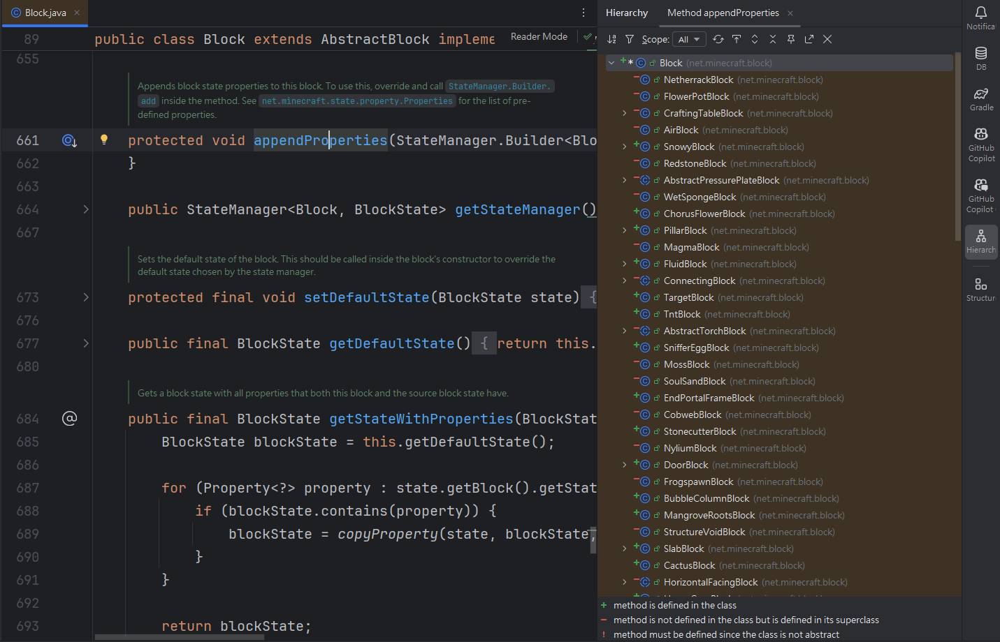 Block.java
89 public class Block extends AbstractBlock impleme
Reader Mode
655
Appends block state properties to this block. To use this, override and call StateManager.Builder.
add inside the method. See net.minecraft.state.property.Properties for the list of pre-
defined properties.
661 protected void appendProperties(StateManager.Builder<Blo
662 }
663
664 public StateManager<Block, BlockState> getStateManager()
667
Sets the default state of the block. This should be called inside the block's constructor to override the
default state chosen by the state manager.
673 protected final void setDefaultState(BlockState state) {
676
677 public final BlockState getDefaultState() { return this.
680
Gets a block state with all properties that both this block and the source block state have.
684 @ public final BlockState getStateWithProperties(BlockStat
685 BlockState blockState = this.getDefaultState();
686
687 for (Property<?> property : state.getBlock().getStat
688 if (blockState.contains(property)) {
689 blockState = copyProperty(state, blockState,
690 }
691 }
692
693 return blockState;
Hierarchy Method appendProperties
Scope: All
* Block (net.minecraft.block)
NetherrackBlock (net.minecraft.block)
FlowerPotBlock (net.minecraft.block)
CraftingTableBlock (net.minecraft.block)
AirBlock (net.minecraft.block)
SnowyBlock (net.minecraft.block)
RedstoneBlock (net.minecraft.block)
AbstractPressurePlateBlock (net.minecraft.block)
WetSpongeBlock (net.minecraft.block)
ChorusFlowerBlock (net.minecraft.block)
PillarBlock (net.minecraft.block)
MagmaBlock (net.minecraft.block)
FluidBlock (net.minecraft.block)
ConnectingBlock (net.minecraft.block)
TargetBlock (net.minecraft.block)
TntBlock (net.minecraft.block)
AbstractTorchBlock (net.minecraft.block)
SnifferEggBlock (net.minecraft.block)
MossBlock (net.minecraft.block)
SoulSandBlock (net.minecraft.block)
EndPortalFrameBlock (net.minecraft.block)
CobwebBlock (net.minecraft.block)
StonecutterBlock (net.minecraft.block)
NyliumBlock (net.minecraft.block)
DoorBlock (net.minecraft.block)
FrogspawnBlock (net.minecraft.block)
BubbleColumnBlock (net.minecraft.block)
MangroveRootsBlock (net.minecraft.block)
StructureVoidBlock (net.minecraft.block)
SlabBlock (net.minecraft.block)
CactusBlock (net.minecraft.block)
HorizontalFacingBlock (net.minecraft.block)
+ method is defined in the class
− method is not defined in the class but is defined in its superclass
! method must be defined since the class is not abstract
Notifica
DB
Gradle
GitHub
Copilot
GitHub
Copilot
Hierarch
Structur